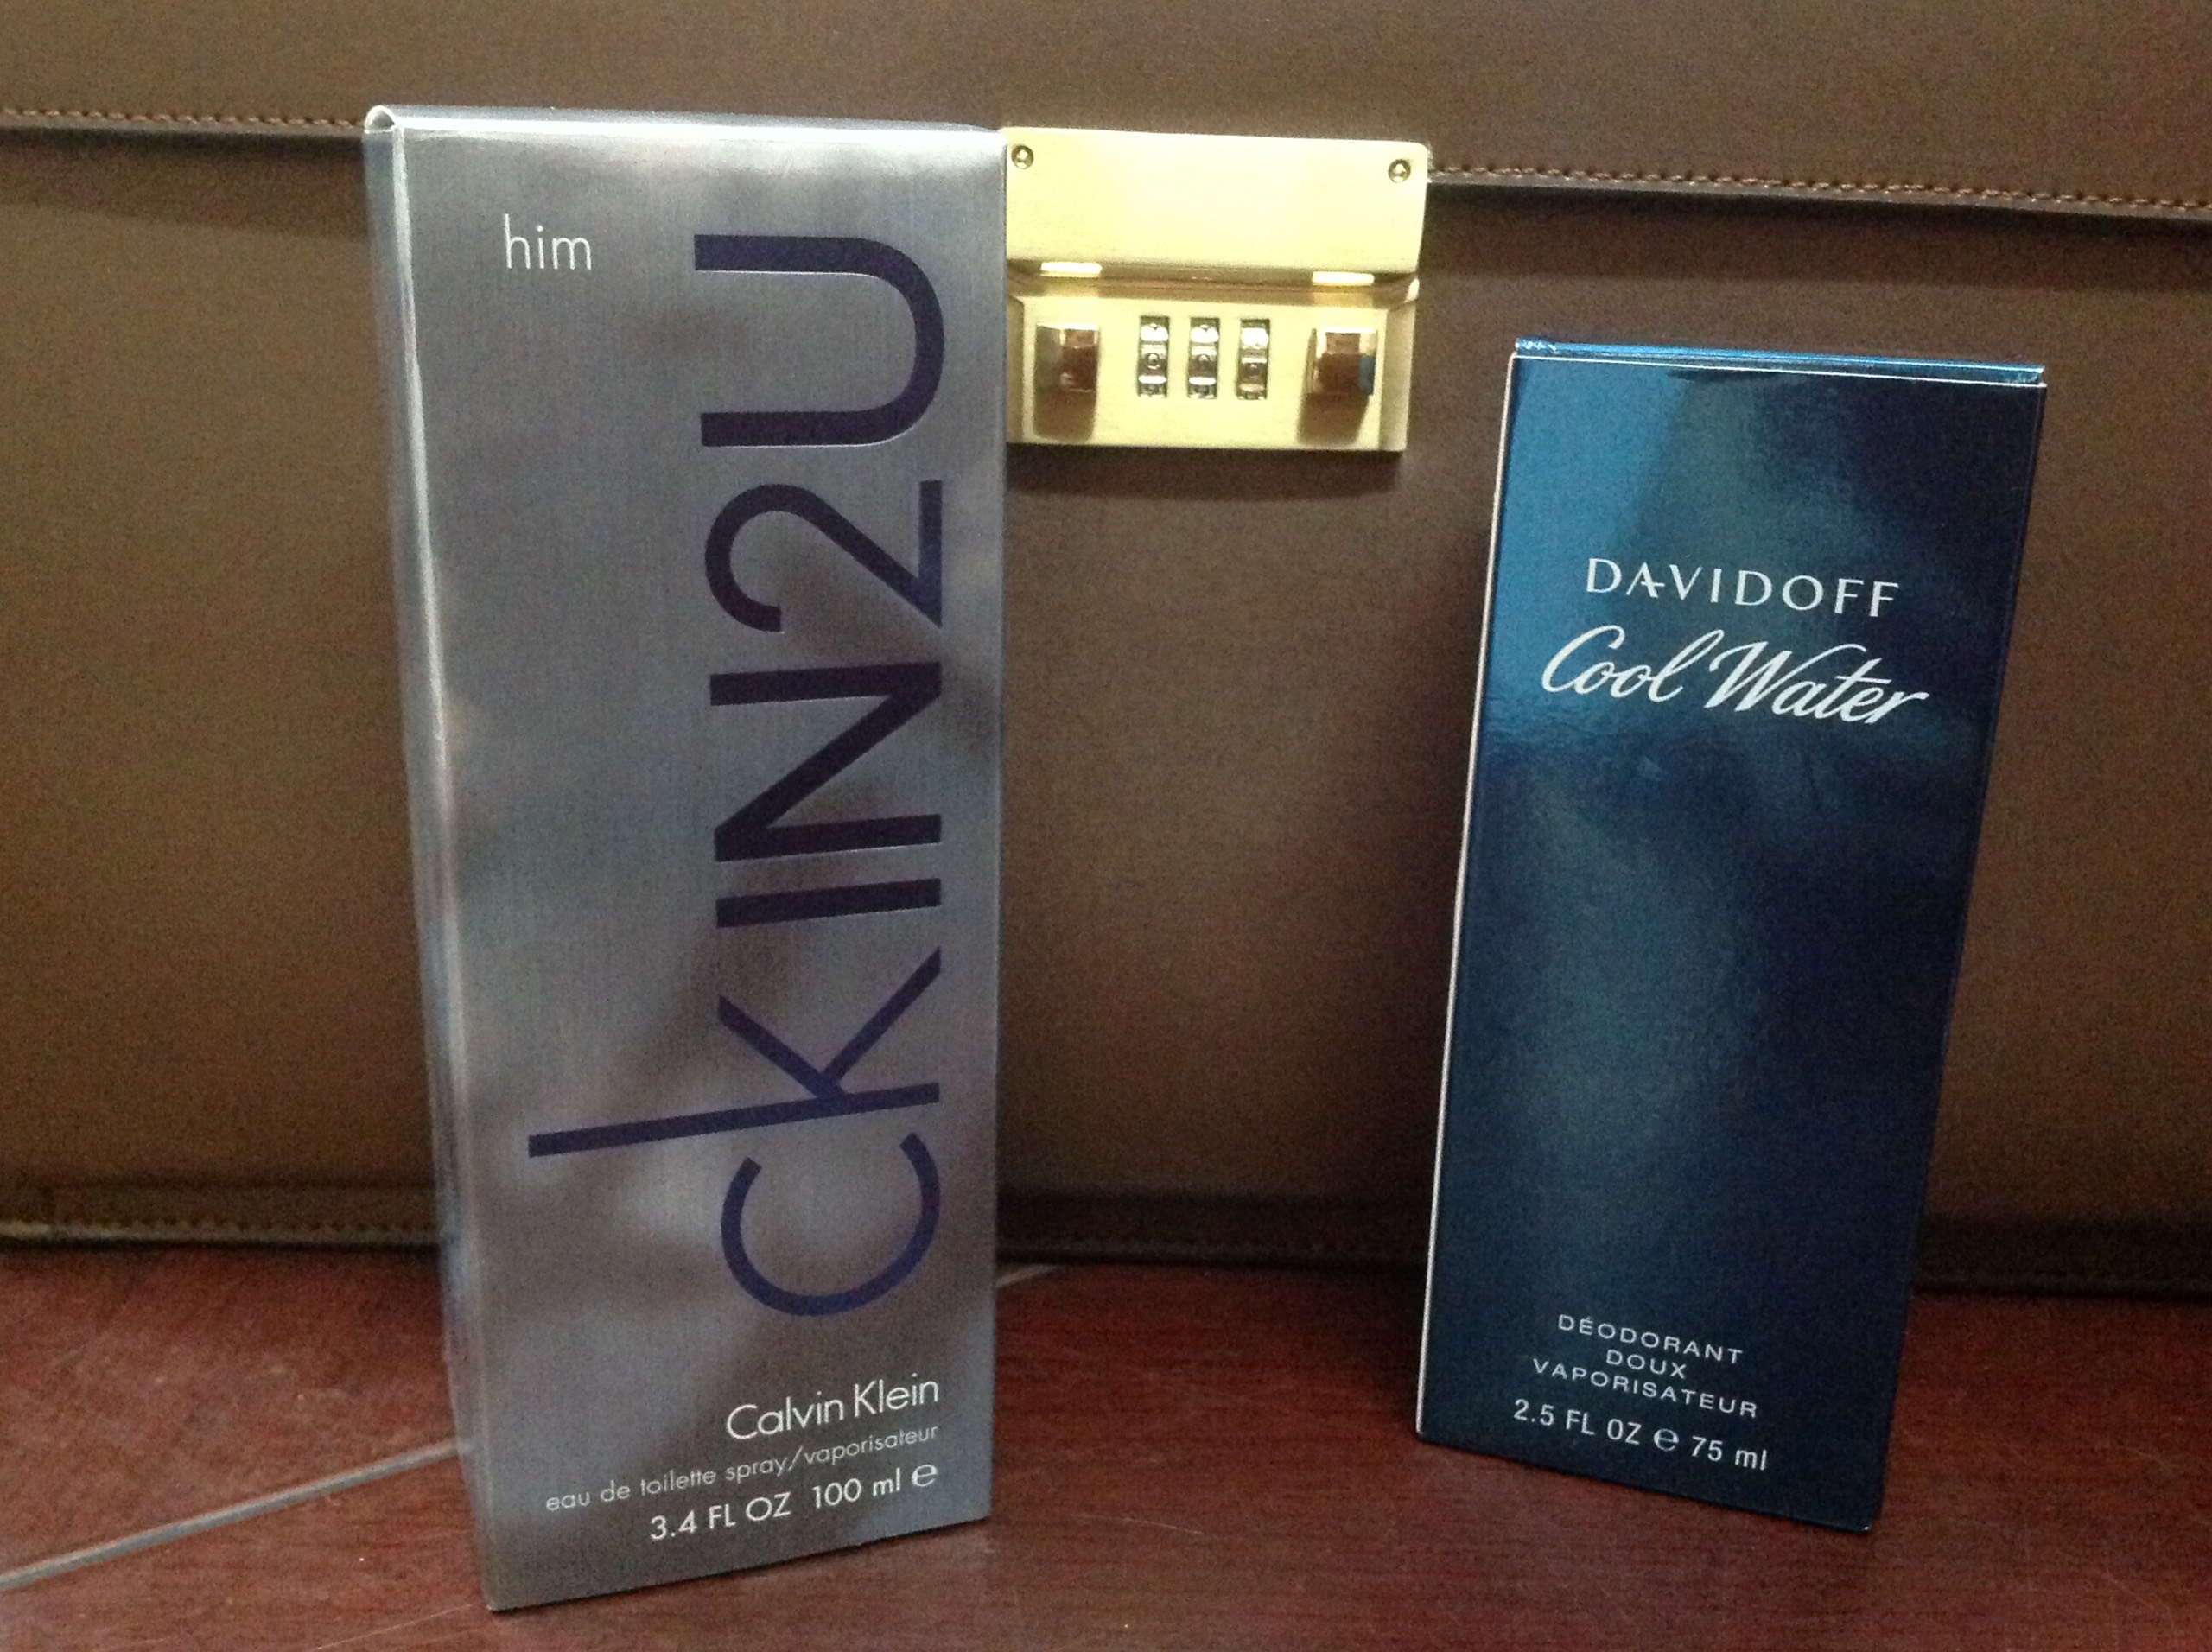 him
ckIN2U
Calvin Klein
eau de toilette spray/vaporisateur
3.4 FL OZ 100 ml ℮
DAVIDOFF
Cool Water
DÉODORANT
DOUX
VAPORISATEUR
2.5 FL OZ ℮ 75 ml